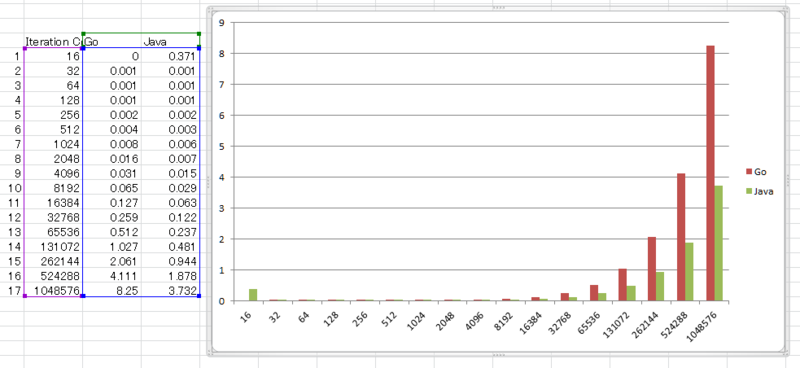 Iteration C Go Java
1 16 0 0.371
2 32 0.001 0.001
3 64 0.001 0.001
4 128 0.001 0.001
5 256 0.002 0.002
6 512 0.004 0.003
7 1024 0.008 0.006
8 2048 0.016 0.007
9 4096 0.031 0.015
10 8192 0.065 0.029
11 16384 0.127 0.063
12 32768 0.259 0.122
13 65536 0.512 0.237
14 131072 1.027 0.481
15 262144 2.061 0.944
16 524288 4.111 1.878
17 1048576 8.25 3.732
9
8
7
6
5
4
3
2
1
0
16 32 64 128 256 512 1024 2048 4096 8192 16384 32768 65536 131072 262144 524288 1048576
Go
Java